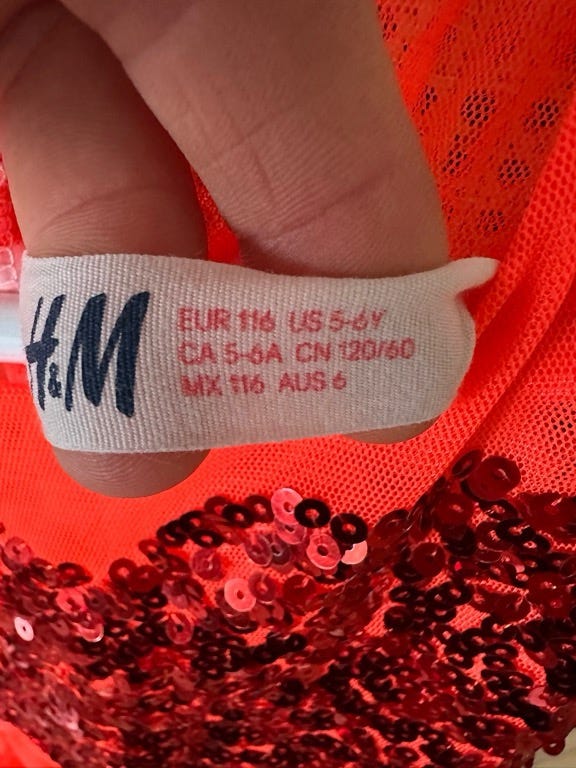 H&M
EUR 116 US 5-6Y
CA 5-6A CN 120/60
MX 116 AUS 6